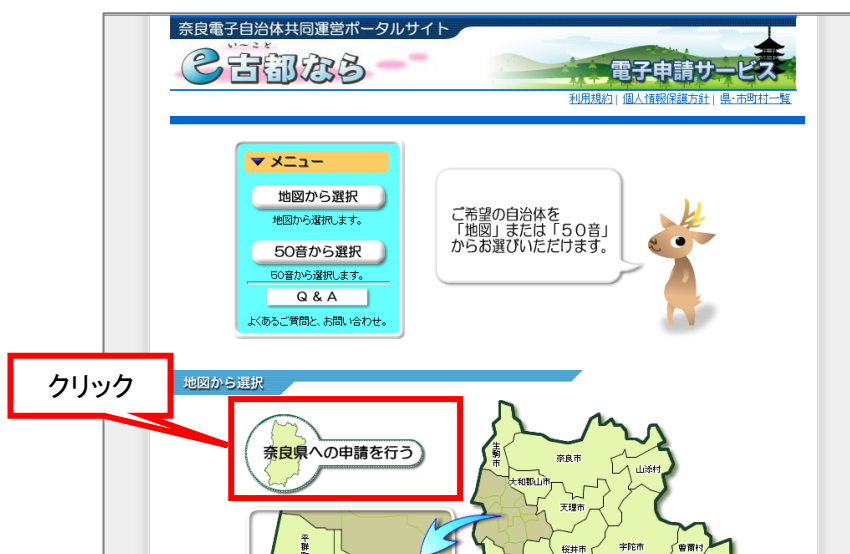 奈良電子自治体共同運営ポータルサイト
い～こと
e古都なら
電子申請サービス
利用規約 | 個人情報保護方針 | 県・市町村一覧
▼ メニュー
地図から選択
地図から選択します。
50音から選択
50音から選択します。
Q & A
よくあるご質問と、お問い合わせ。
ご希望の自治体を
「地図」または「50音」
からお選びいただけます。
クリック
地図から選択
奈良県への申請を行う
生駒市
奈良市
山添村
大和郡山市
天理市
平群
桜井市
宇陀市
曽爾村